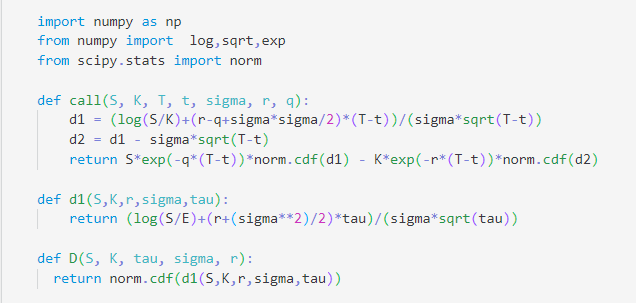 import numpy as np
from numpy import  log,sqrt,exp
from scipy.stats import norm

def call(S, K, T, t, sigma, r, q):
    d1 = (log(S/K)+(r-q+sigma*sigma/2)*(T-t))/(sigma*sqrt(T-t))
    d2 = d1 - sigma*sqrt(T-t)
    return S*exp(-q*(T-t))*norm.cdf(d1) - K*exp(-r*(T-t))*norm.cdf(d2)

def d1(S,K,r,sigma,tau):
    return (log(S/E)+(r+(sigma**2)/2)*tau)/(sigma*sqrt(tau))

def D(S, K, tau, sigma, r):
  return norm.cdf(d1(S,K,r,sigma,tau))